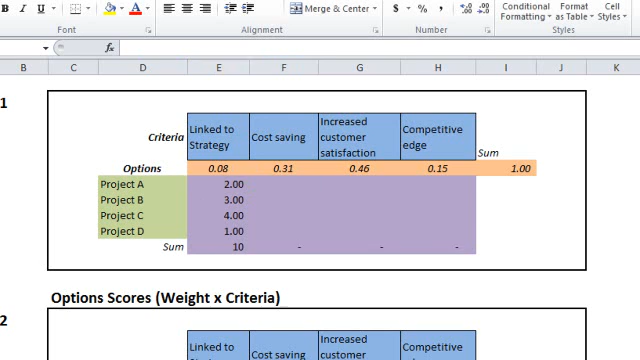 B I U A Merge & Center $ % , Conditional Format Cell
Formatting as Table Styles
Font Alignment Number Styles
fx
B C D E F G H I J K
1
Criteria Linked to Strategy Cost saving Increased customer satisfaction Competitive edge Sum
Options 0.08 0.31 0.46 0.15 1.00
Project A 2.00
Project B 3.00
Project C 4.00
Project D 1.00
Sum 10 - - -
Options Scores (Weight x Criteria)
2
Linked to Cost saving Increased customer Competitive